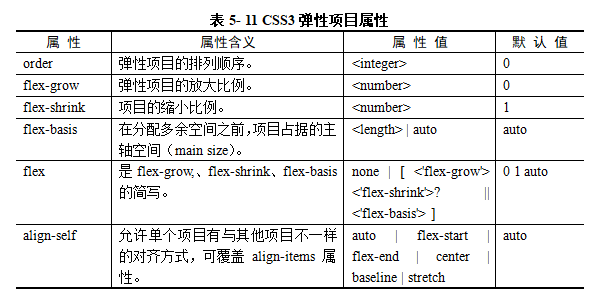 表 5- 11 CSS3 弹性项目属性
属 性 属性含义 属 性 值 默 认 值
order 弹性项目的排列顺序。 <integer> 0
flex-grow 弹性项目的放大比例。 <number> 0
flex-shrink 项目的缩小比例。 <number> 1
flex-basis 在分配多余空间之前，项目占据的主 <length> | auto auto
轴空间（main size）。
flex 是 flex-grow,、flex-shrink、flex-basis none | [ <'flex-grow'> 0 1 auto
的简写。 <'flex-shrink'>? ||
<'flex-basis'> ]
align-self 允许单个项目有与其他项目不一样 auto | flex-start | auto
的对齐方式，可覆盖 align-items 属 flex-end | center |
性。 baseline | stretch